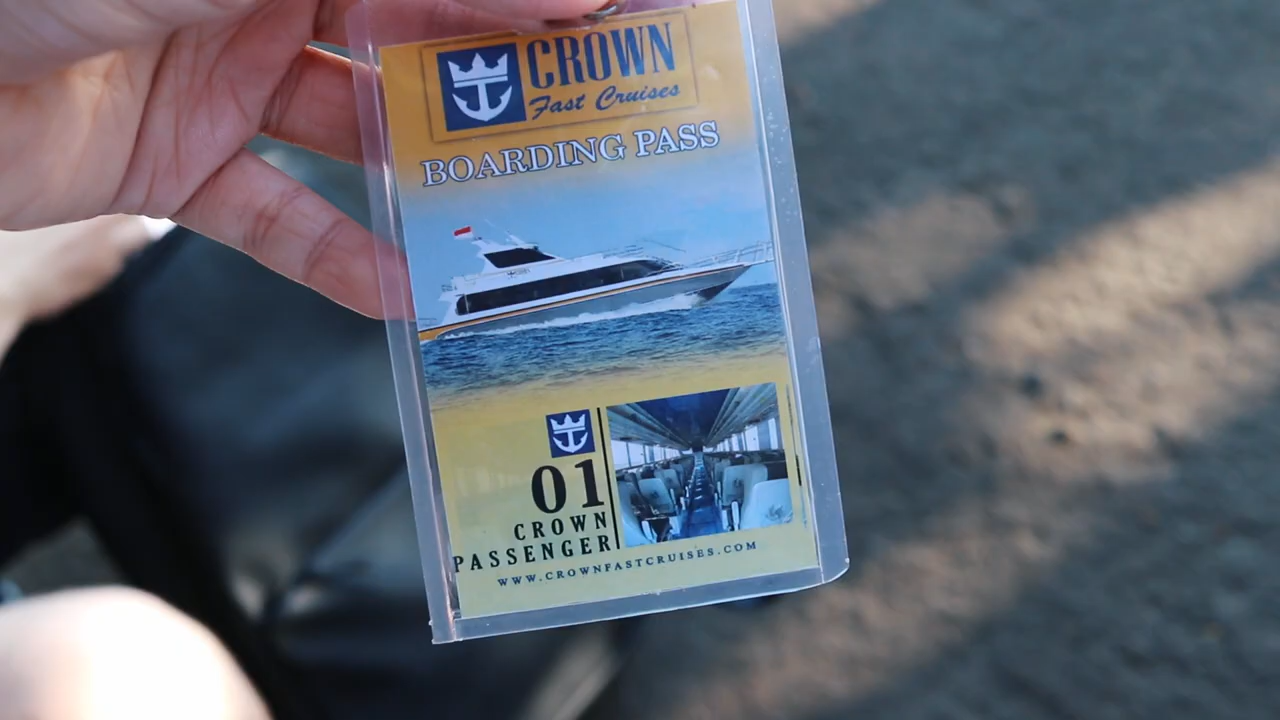 CROWN
Fast Cruises
BOARDING PASS
01
CROWN
PASSENGER
WWW.CROWNFASTCRUISES.COM